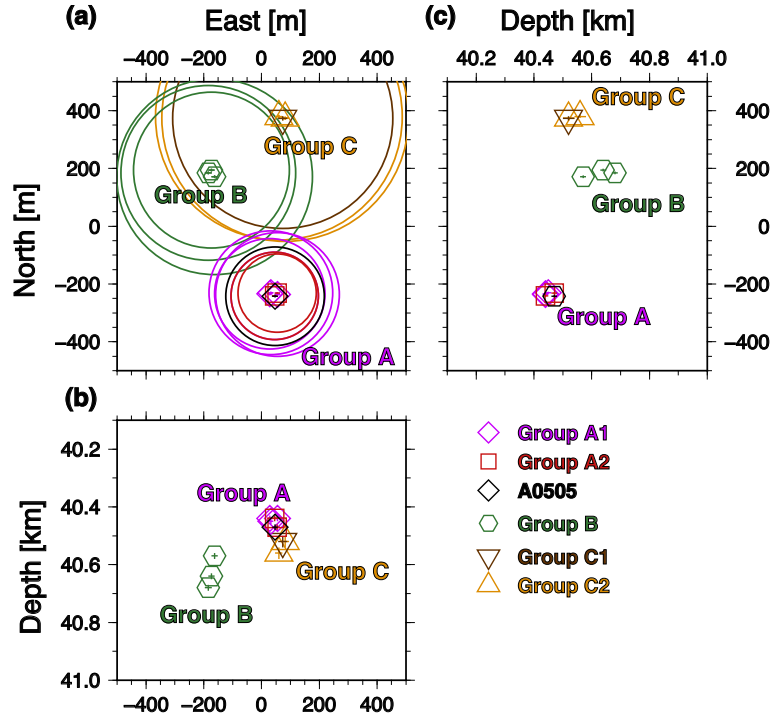 (a) East [m] (c) Depth [km]
−400 −200 0 200 400 40.2 40.4 40.6 40.8 41.0
400 Group C 400
Group C
200 Group B 200
Group B
North [m]
0 0
−200 −200
Group A
−400 Group A −400
(b)
40.2
Group A1
Group A2
Group A
A0505
40.4
Group B
Depth [km]
40.6 Group C
Group C1
Group C2
Group B
40.8
41.0
−400 −200 0 200 400